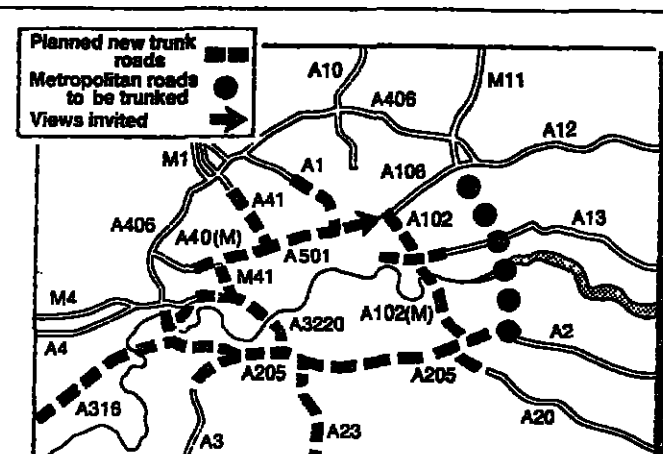 Planned new trunk
roads
Metropolitan roads
to be trunked
Views invited
A10
M11
A406
A12
M1
A1
A106
A41
A406
A102
A13
A40(M)
A501
M41
M4
A3220
A102(M)
A4
A2
A205
A205
A316
A20
A3
A23